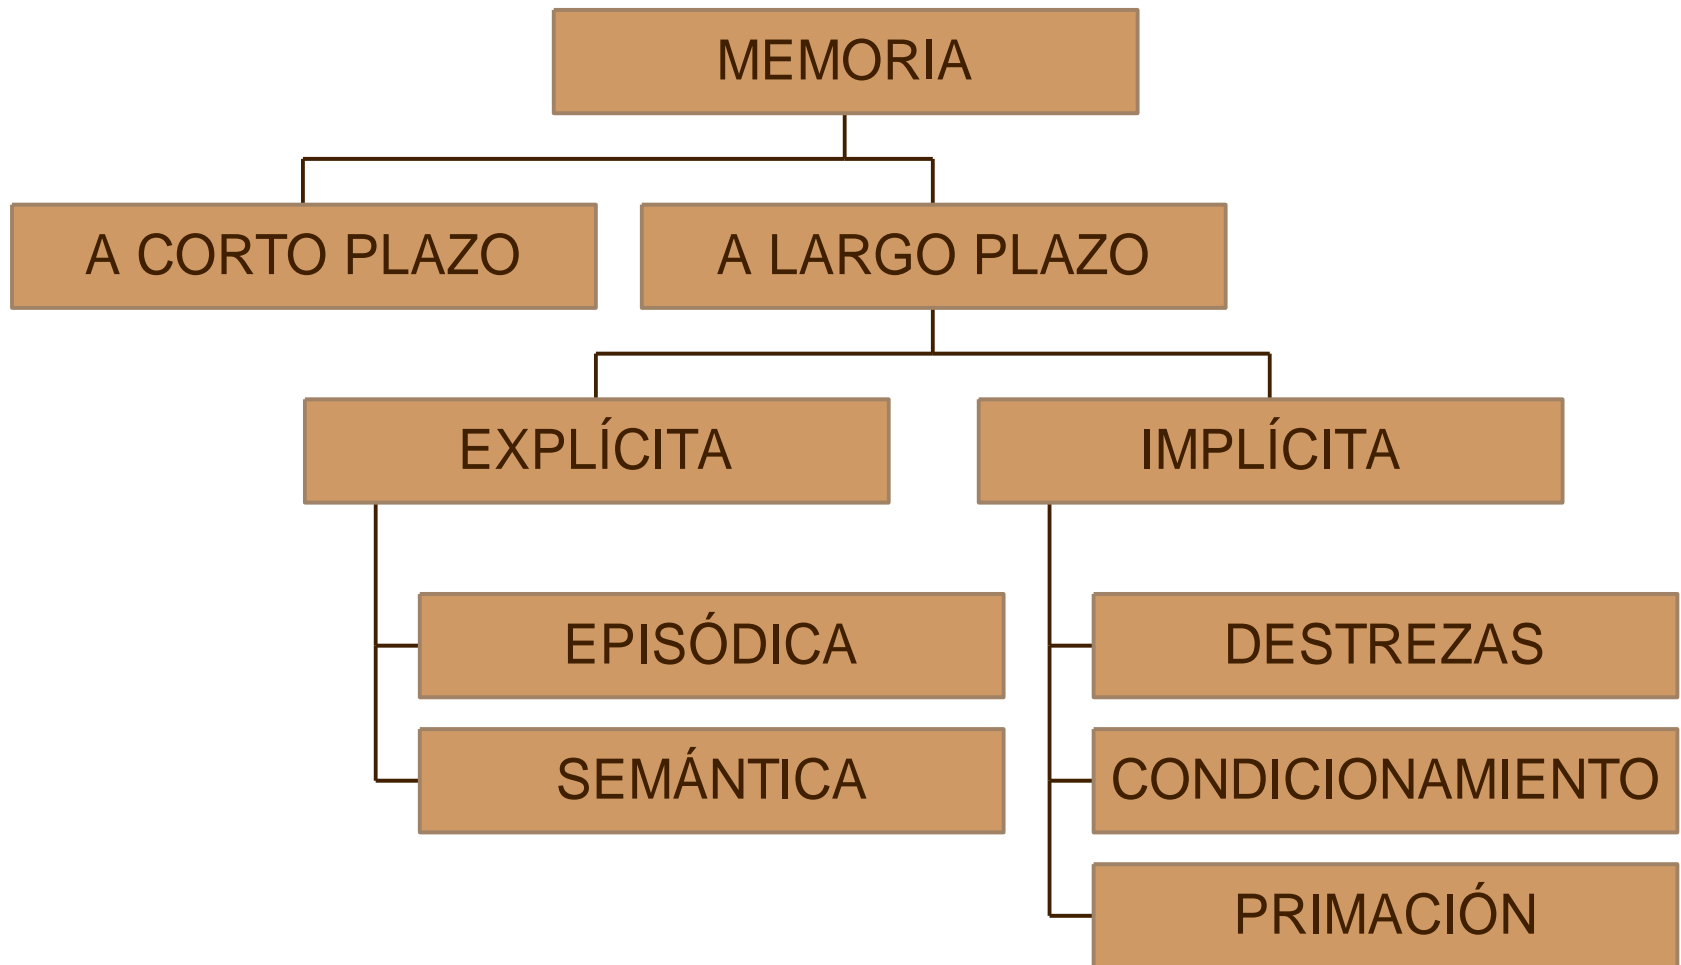 MEMORIA
A CORTO PLAZO
A LARGO PLAZO
EXPLÍCITA
IMPLÍCITA
EPISÓDICA
SEMÁNTICA
DESTREZAS
CONDICIONAMIENTO
PRIMACIÓN